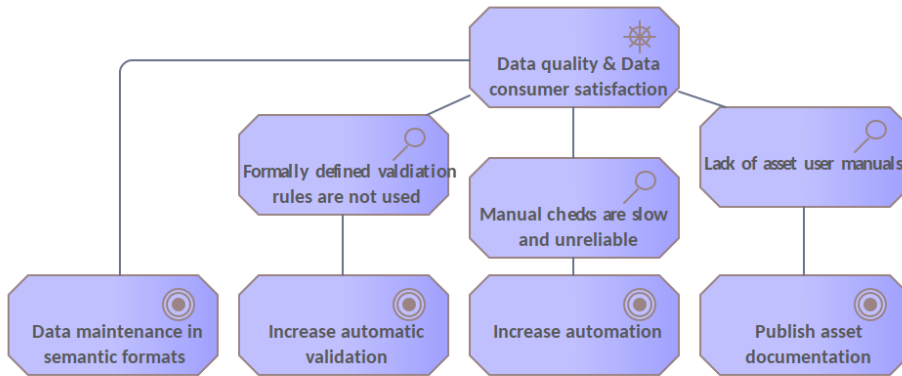 Data quality & Data
consumer satisfaction
Formally defined valdiation
rules are not used
Lack of asset user manuals
Manual checks are slow
and unreliable
Data maintenance in
semantic formats
Increase automatic
validation
Increase automation
Publish asset
documentation